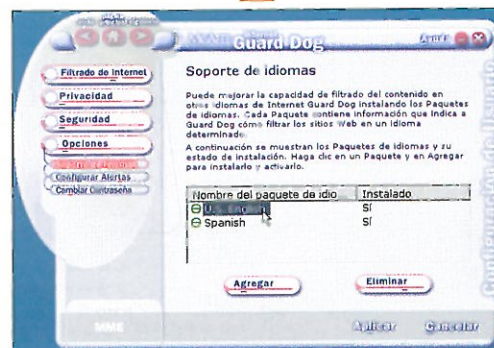 Guard Dog
Ayuda
Filtrado de Internet
Privacidad
Seguridad
Opciones
Configurar Alertas
Cambiar Contraseña
Soporte de idiomas
Puede mejorar la capacidad de filtrado del contenido en
otros idiomas de Internet Guard Dog instalando los Paquetes
de idiomas. Cada Paquete contiene información que indica a
Guard Dog cómo filtrar los sitios Web en un idioma
determinado.
A continuación se muestran los Paquetes de idiomas y su
estado de instalación. Haga clic en un Paquete y en Agregar
para instalarlo y activarlo.
Nombre del paquete de idio Instalado
Sí
Spanish Sí
Agregar Eliminar
MME Aplicar Cancelar